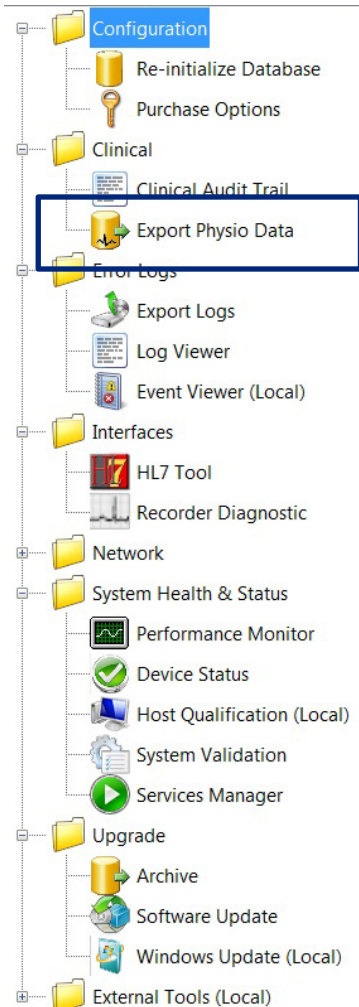 Configuration
Re-initialize Database
Purchase Options
Clinical
Clinical Audit Trail
Export Physio Data
Error Logs
Export Logs
Log Viewer
Event Viewer (Local)
Interfaces
HL7 Tool
Recorder Diagnostic
Network
System Health & Status
Performance Monitor
Device Status
Host Qualification (Local)
System Validation
Services Manager
Upgrade
Archive
Software Update
Windows Update (Local)
External Tools (Local)